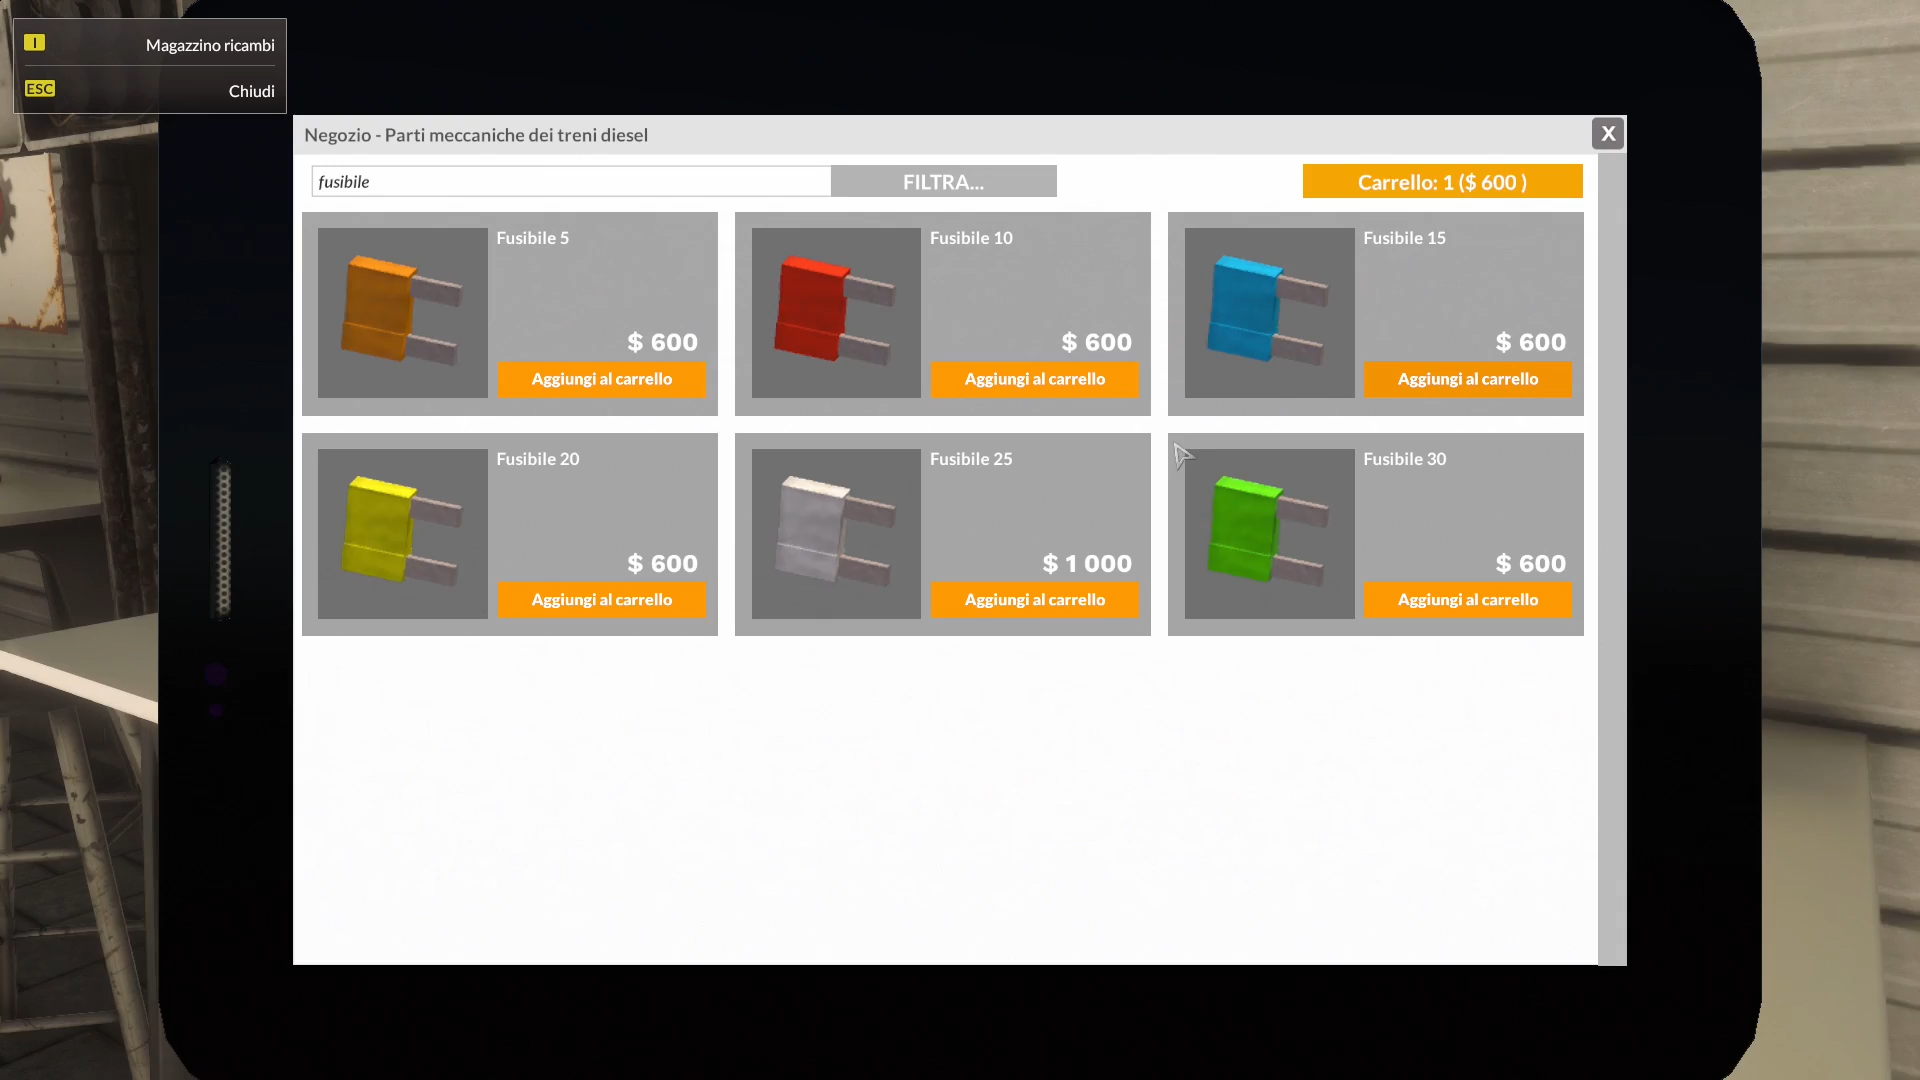 I
Magazzino ricambi
ESC
Chiudi
Negozio - Parti meccaniche dei treni diesel
X
fusibile
FILTRA...
Carrello: 1 ($ 600 )
Fusibile 5
$ 600
Aggiungi al carrello
Fusibile 10
$ 600
Aggiungi al carrello
Fusibile 15
$ 600
Aggiungi al carrello
Fusibile 20
$ 600
Aggiungi al carrello
Fusibile 25
$ 1 000
Aggiungi al carrello
Fusibile 30
$ 600
Aggiungi al carrello